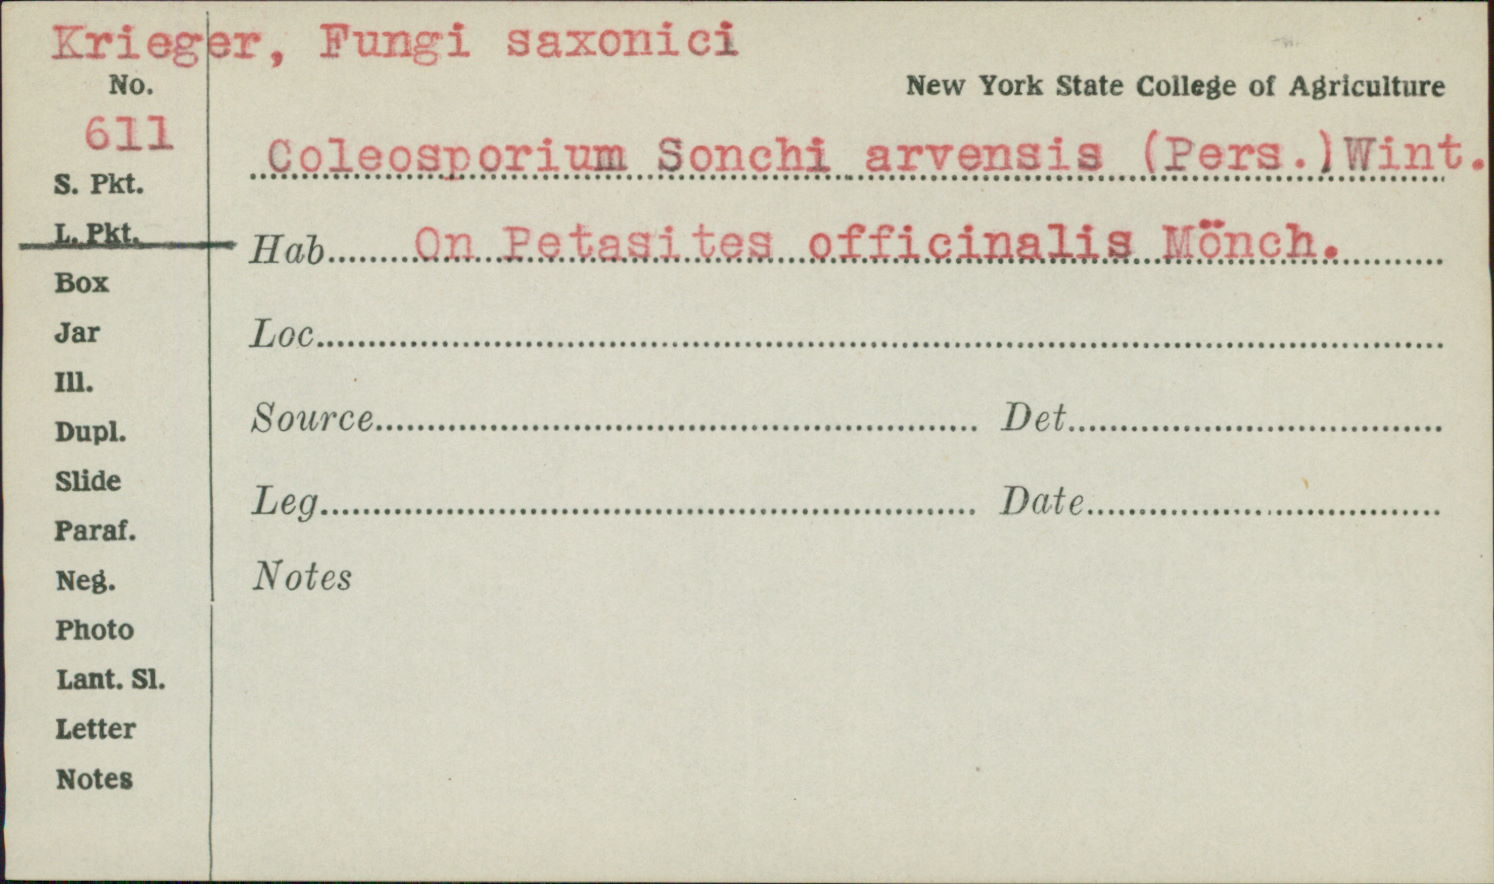 Krieger, Fungi saxonici
No.
New York State College of Agriculture
611
Coleosporium Sonchi arvensis (Pers.)Wint.
S. Pkt.
L. Pkt.
Hab. On Petasites officinalis Mönch.
Box
Jar
Loc.
Ill.
Dupl.
Source Det.
Slide
Leg. Date
Paraf.
Neg.
Notes
Photo
Lant. Sl.
Letter
Notes